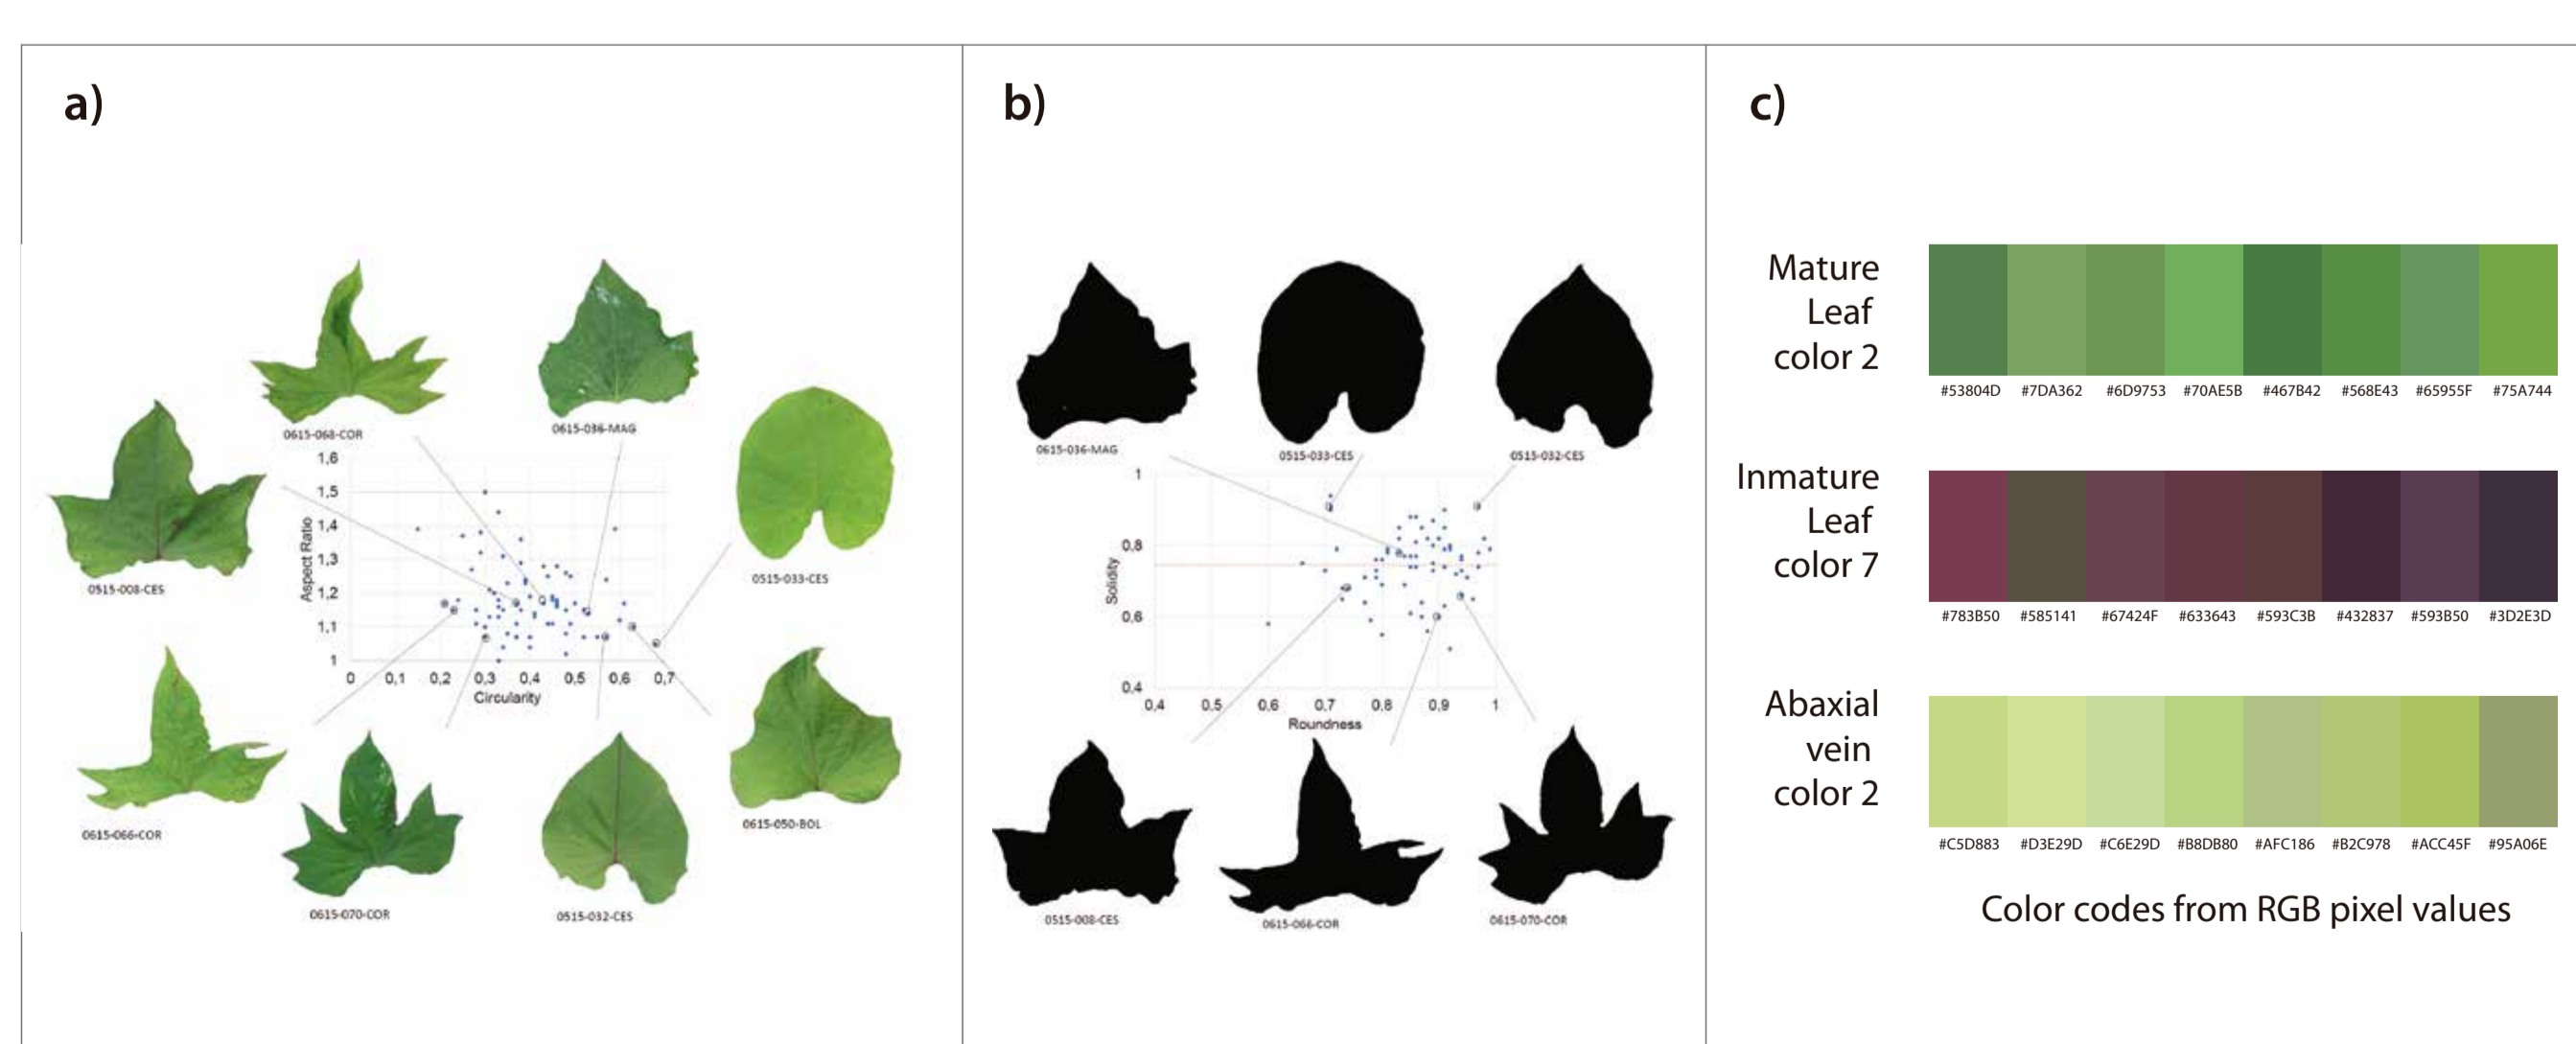 a)
0615-068-COR
0615-036-MAG
0515-008-CES
0515-033-CES
1,6
1,5
1,4
1,3
1,2
1,1
1
Aspect Ratio
0 0,1 0,2 0,3 0,4 0,5 0,6 0,7
Circularity
0615-066-COR
0615-070-COR
0515-032-CES
0615-050-BOL
b)
0615-036-MAG
0515-033-CES
0515-032-CES
1
0,8
0,6
0,4
Solidity
0,4 0,5 0,6 0,7 0,8 0,9 1
Roundness
0515-008-CES
0615-066-COR
0615-070-COR
c)
Mature
Leaf
color 2
#53804D #7DA362 #6D9753 #70AE5B #467B42 #568E43 #65955F #75A744
Inmature
Leaf
color 7
#783B50 #585141 #67424F #633643 #593C3B #432837 #593B50 #3D2E3D
Abaxial
vein
color 2
#C5D883 #D3E29D #C6E29D #B8DB80 #AFC186 #B2C978 #ACC45F #95A06E
Color codes from RGB pixel values